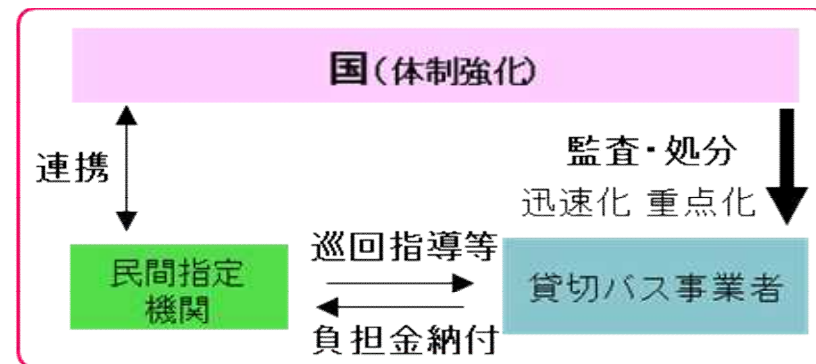 国(体制強化)
連携
監査・処分
迅速化 重点化
民間指定
機関
巡回指導等
負担金納付
貸切バス事業者